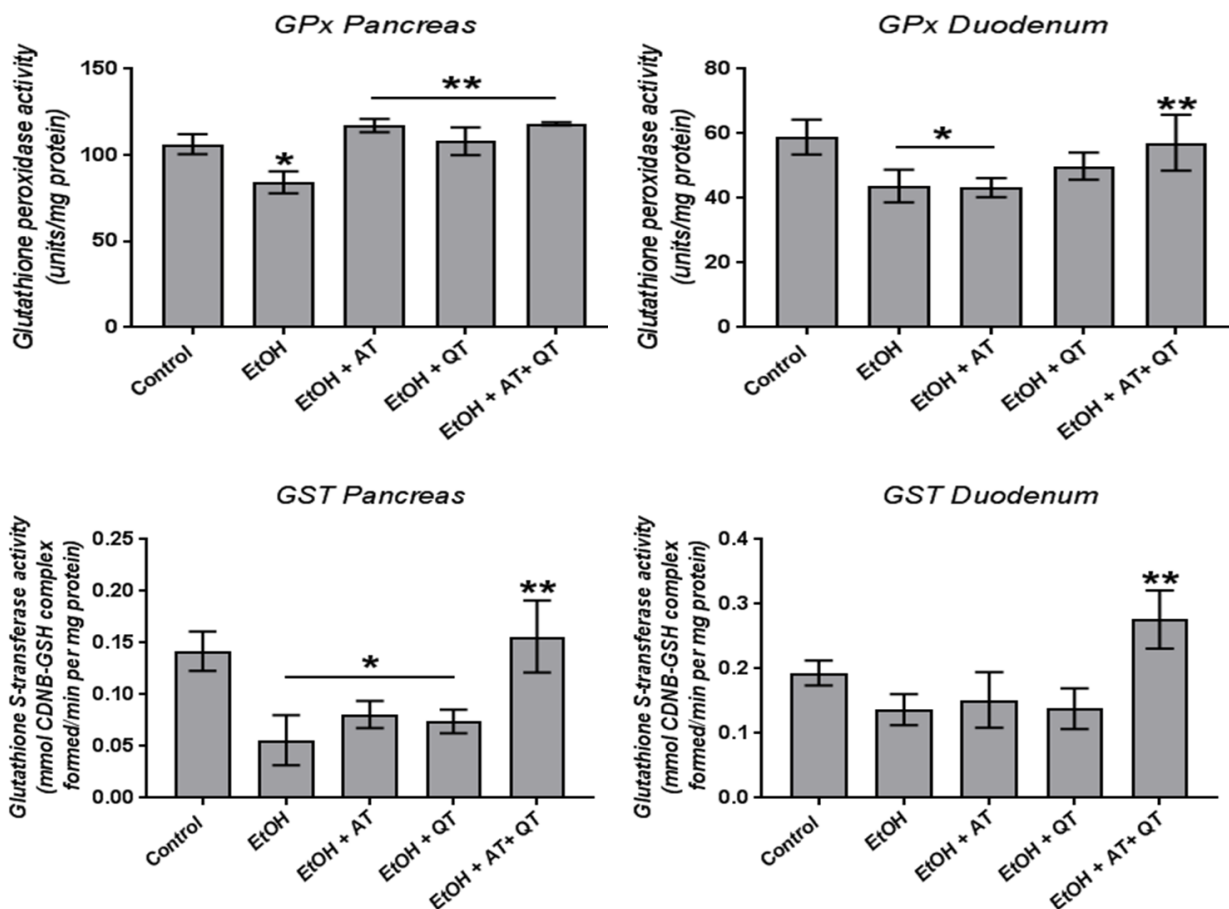 GPx Pancreas
Glutathione peroxidase activity
(units/mg protein)
150
100
50
0
*
**
Control
EtOH
EtOH + AT
EtOH + QT
EtOH + AT+ QT
GPx Duodenum
Glutathione peroxidase activity
(units/mg protein)
80
60
40
20
0
*
**
Control
EtOH
EtOH + AT
EtOH + QT
EtOH + AT+ QT
GST Pancreas
Glutathione S-transferase activity
(mmol CDNB-GSH complex
formed/min per mg protein)
0.25
0.20
0.15
0.10
0.05
0.00
*
**
Control
EtOH
EtOH + AT
EtOH + QT
EtOH + AT+ QT
GST Duodenum
Glutathione S-transferase activity
(mmol CDNB-GSH complex
formed/min per mg protein)
0.4
0.3
0.2
0.1
0.0
**
Control
EtOH
EtOH + AT
EtOH + QT
EtOH + AT+ QT